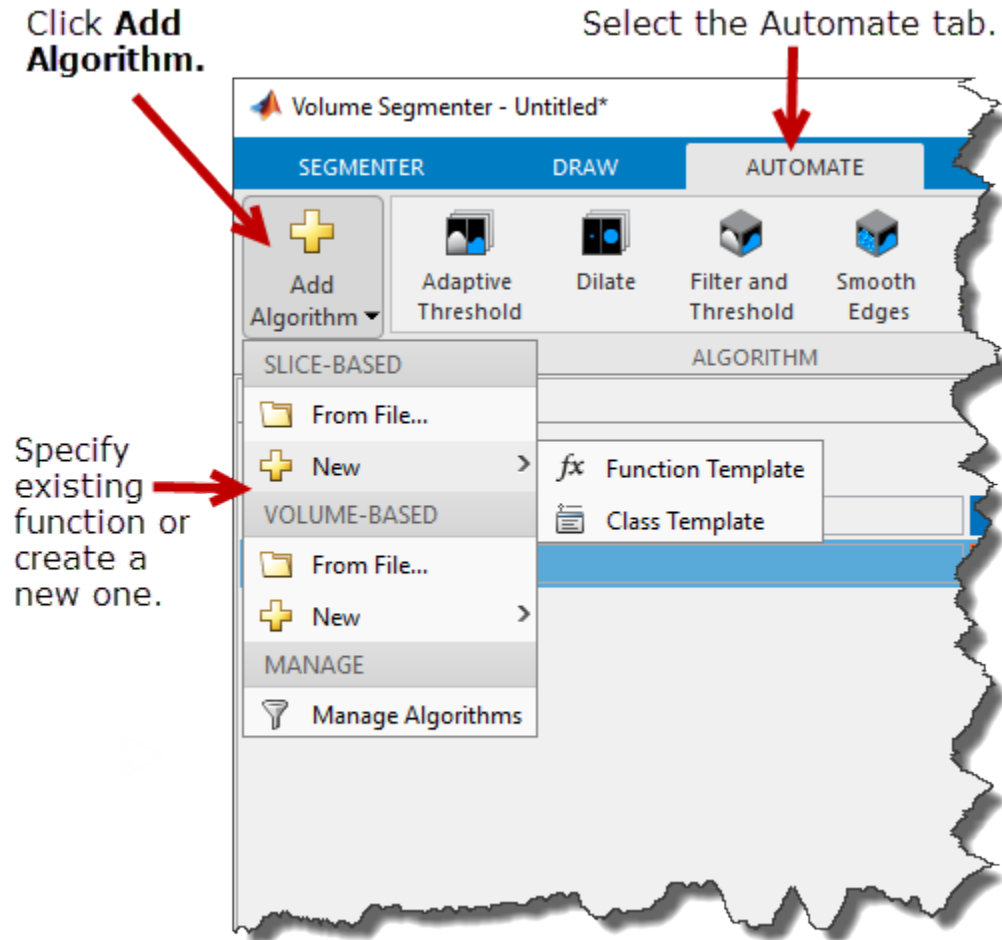 Click Add
Algorithm.
Select the Automate tab.
Volume Segmenter - Untitled*
SEGMENTER
DRAW
AUTOMATE
Add
Algorithm
Adaptive
Threshold
Dilate
Filter and
Threshold
Smooth
Edges
ALGORITHM
SLICE-BASED
From File...
New
fx Function Template
Class Template
VOLUME-BASED
From File...
New
MANAGE
Manage Algorithms
Specify
existing
function or
create a
new one.